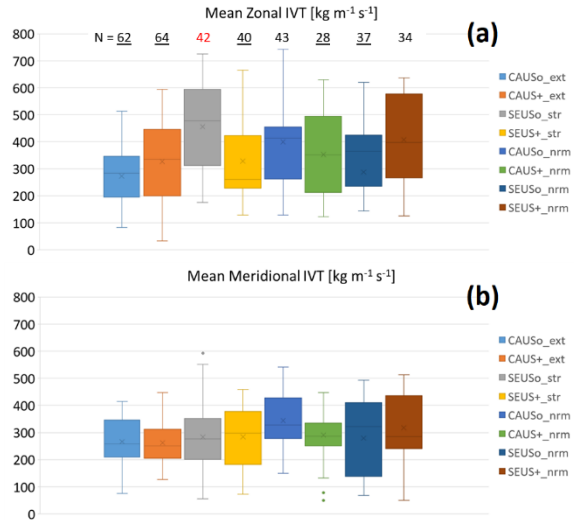 Mean Zonal IVT [kg m⁻¹ s⁻¹]
(a)
N = 62 64 42 40 43 28 37 34
800
700
600
500
400
300
200
100
0
CAUSo_ext
CAUS+_ext
SEUSo_str
SEUS+_str
CAUSo_nrm
CAUS+_nrm
SEUSo_nrm
SEUS+_nrm
Mean Meridional IVT [kg m⁻¹ s⁻¹]
(b)
800
700
600
500
400
300
200
100
0
CAUSo_ext
CAUS+_ext
SEUSo_str
SEUS+_str
CAUSo_nrm
CAUS+_nrm
SEUSo_nrm
SEUS+_nrm